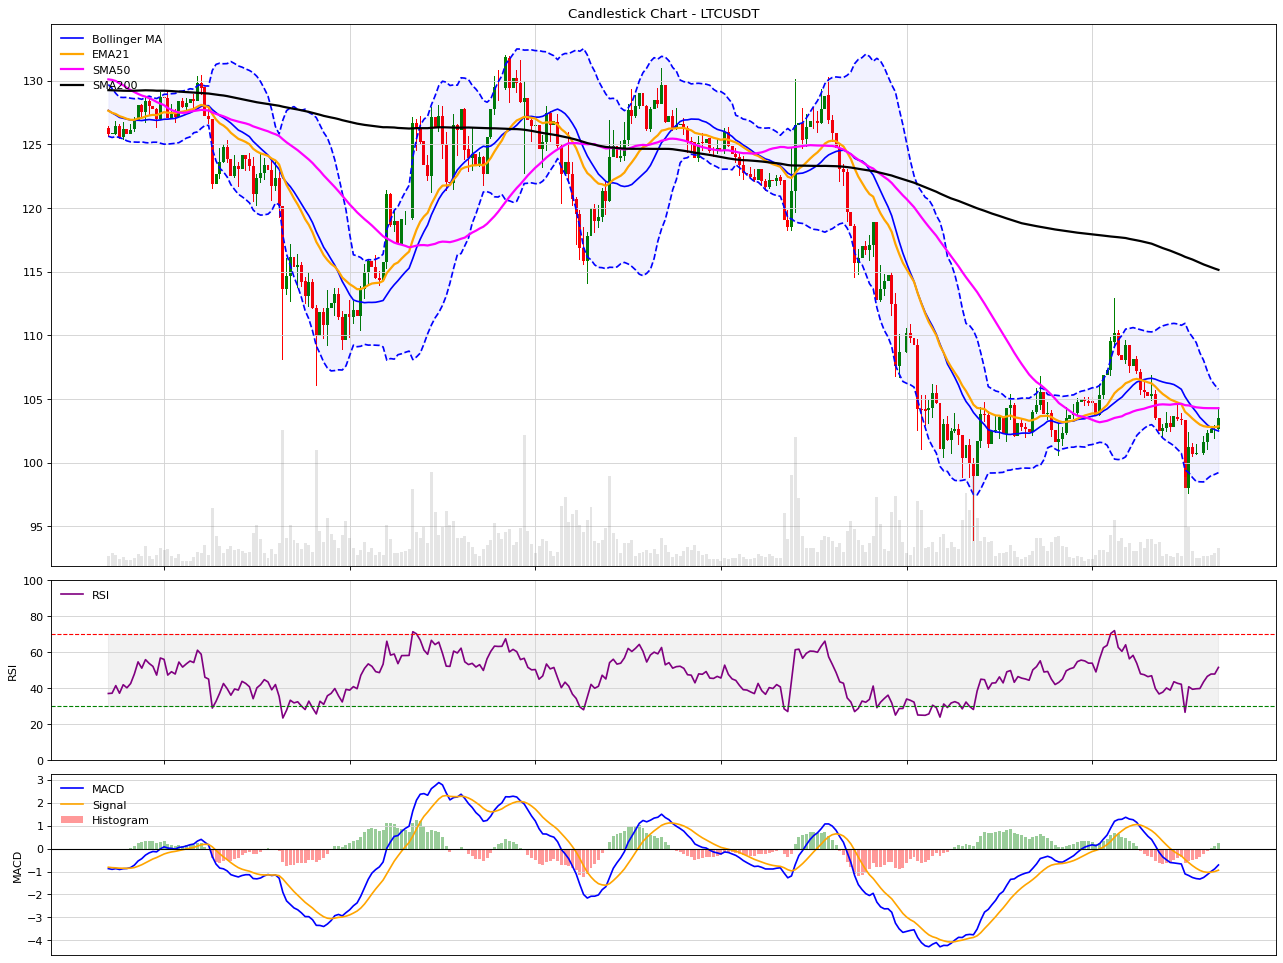 Candlestick Chart - LTCUSDT
Bollinger MA
EMA21
SMA50
SMA200
130
125
120
115
110
105
100
95
100
80
60
40
20
0
RSI
RSI
3
2
1
0
−1
−2
−3
−4
MACD
MACD
Signal
Histogram